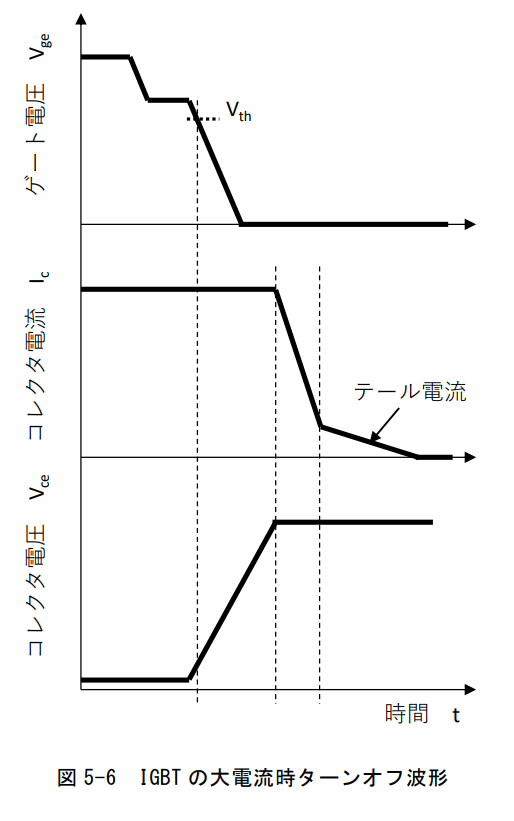 ゲート電圧 Vge
Vth
コレクタ電流 Ic
テール電流
コレクタ電圧 Vce
時間 t
図 5-6 IGBT の大電流時ターンオフ波形